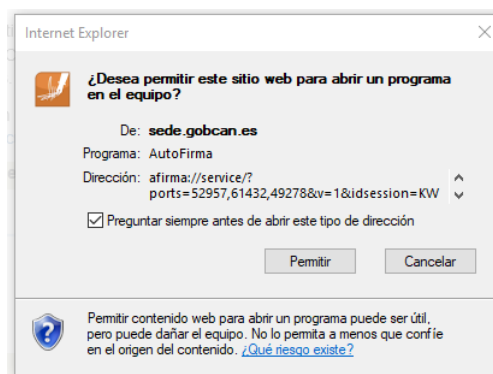 Internet Explorer
¿Desea permitir este sitio web para abrir un programa
en el equipo?
De: sede.gobcan.es
Programa: AutoFirma
Dirección: afirma://service/?
ports=52957,61432,49278&v=1&idsession=KW
Preguntar siempre antes de abrir este tipo de dirección
Permitir
Cancelar
Permitir contenido web para abrir un programa puede ser útil,
pero puede dañar el equipo. No lo permita a menos que confíe
en el origen del contenido. ¿Qué riesgo existe?